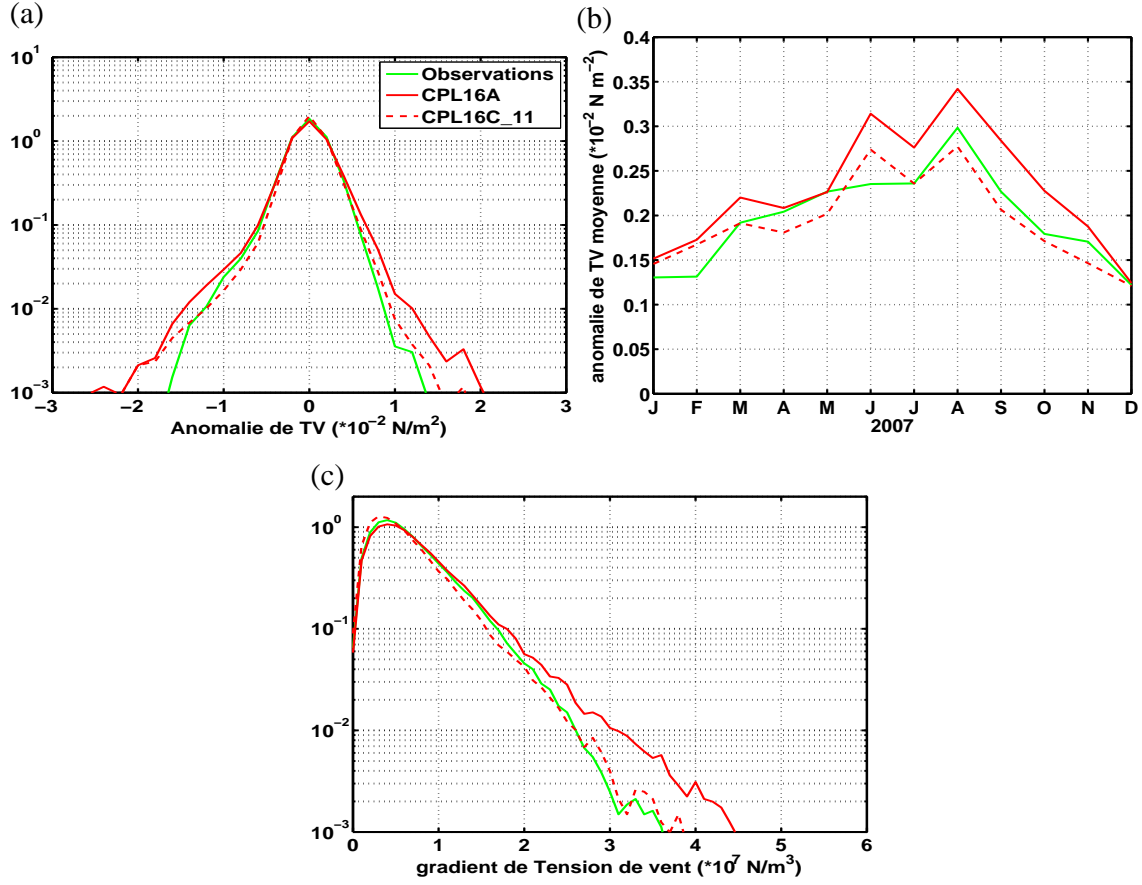 (a)
10^1
10^0
10^-1
10^-2
10^-3
Observations
CPL16A
CPL16C_11
-3 -2 -1 0 1 2 3
Anomalie de TV (*10^-2 N/m^2)
(b)
anomalie de TV moyenne (*10^-2 N m^-2)
0.4
0.35
0.3
0.25
0.2
0.15
0.1
0.05
0
J F M A M J J A S O N D
2007
(c)
10^0
10^-1
10^-2
10^-3
0 1 2 3 4 5 6
gradient de Tension de vent (*10^7 N/m^3)